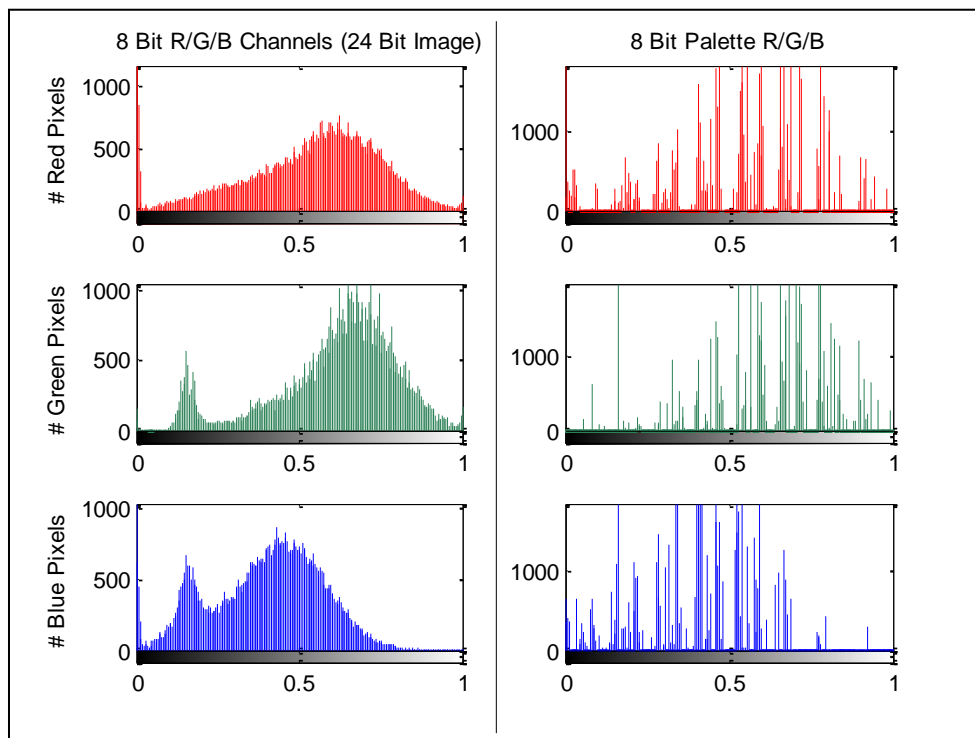 8 Bit R/G/B Channels (24 Bit Image)
# Red Pixels
1000
500
0
0 0.5 1
# Green Pixels
1000
500
0
0 0.5 1
# Blue Pixels
1000
500
0
0 0.5 1
8 Bit Palette R/G/B
1000
0
0 0.5 1
1000
0
0 0.5 1
1000
0
0 0.5 1